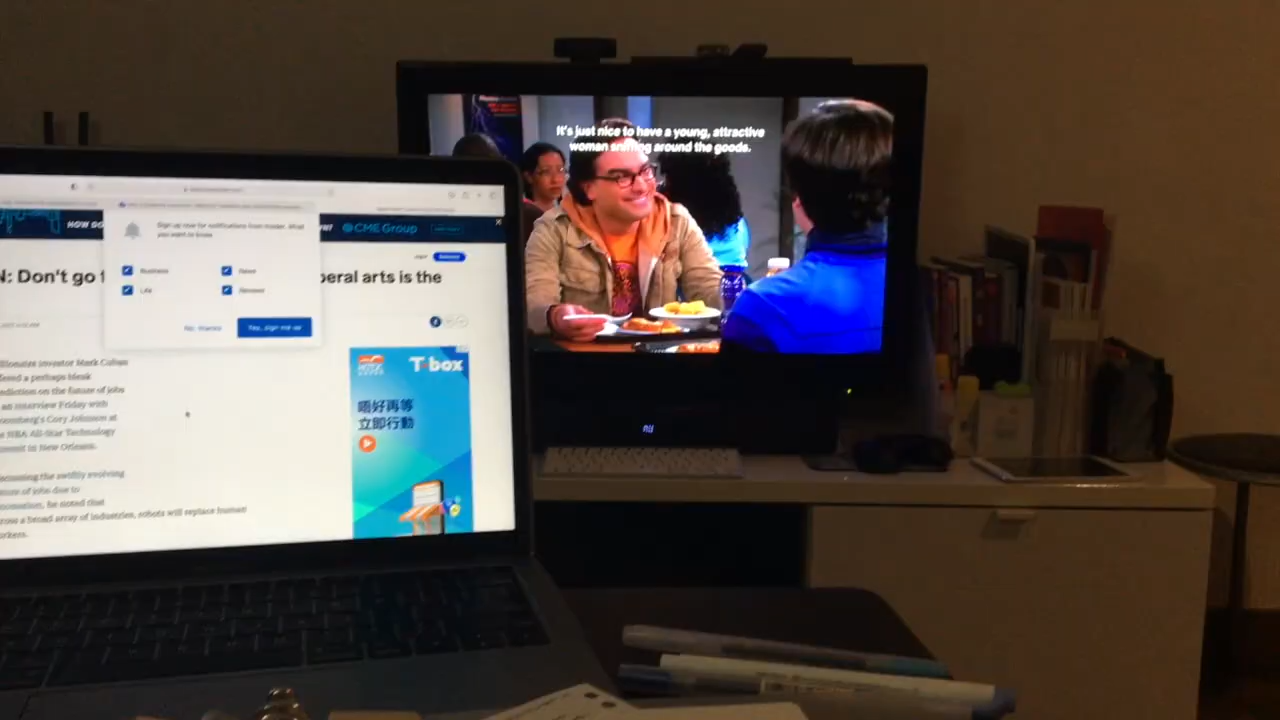 It's just nice to have a young, attractive
woman sniffing around the goods.
HOW
CME Group
Sign up now for notifications from Insider. What
you want to know
Business
News
Life
Reviews
No, thanks
Yes, sign me up
N: Don't go
beral arts is the
T-box
唔好再等
立即行動
llionaire investor Mark Cuban
fered a perhaps bleak
ediction on the future of jobs
an interview Friday with
oomberg's Cory Johnson at
e NBA All-Star Technology
mmit in New Orleans.
scussing the swiftly evolving
ture of jobs due to
tomation, he noted that
ross a broad array of industries, robots will replace human
orkers.